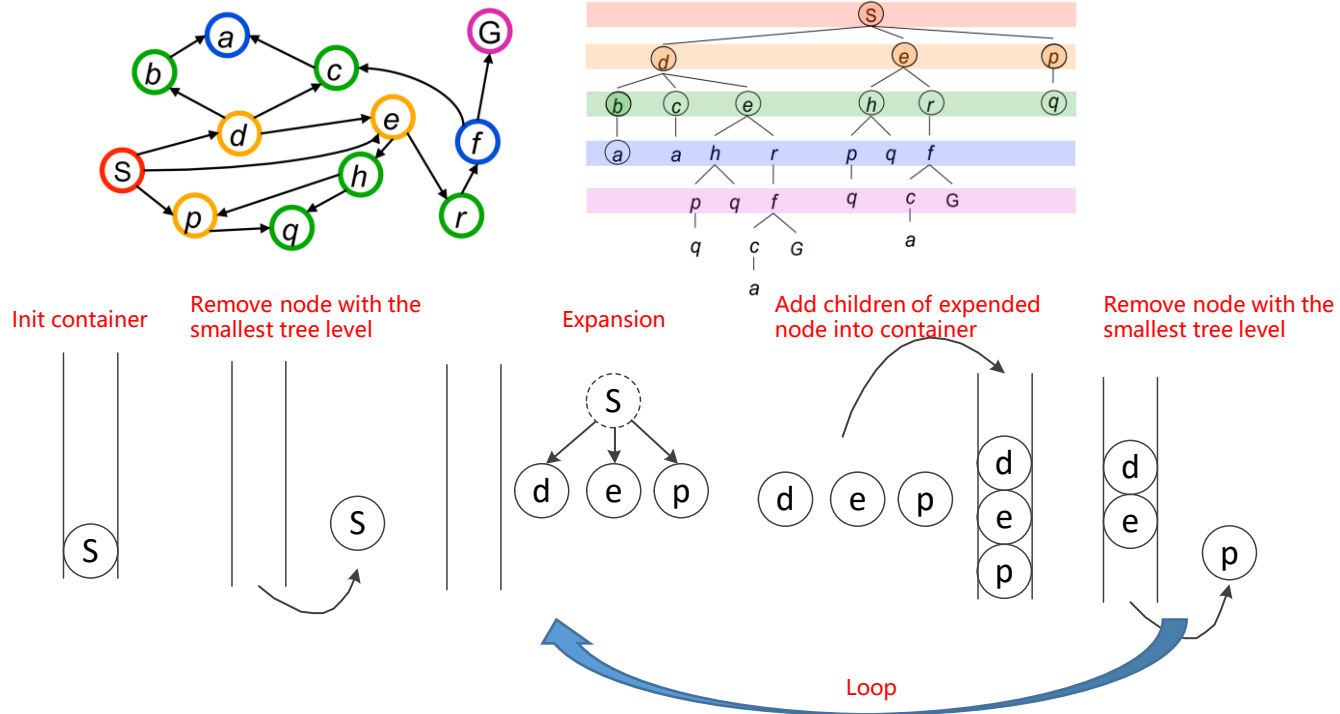 S
a
G
b
c
d
e
f
S
h
p
q
r
d
e
p
b
c
e
h
r
q
a
a
h
r
p
q
f
p
q
f
q
c
G
q
c
G
a
a
Init container
Remove node with the
smallest tree level
Expansion
Add children of expended
node into container
Remove node with the
smallest tree level
S
S
S
d
e
p
d
e
p
d
e
p
d
e
p
Loop